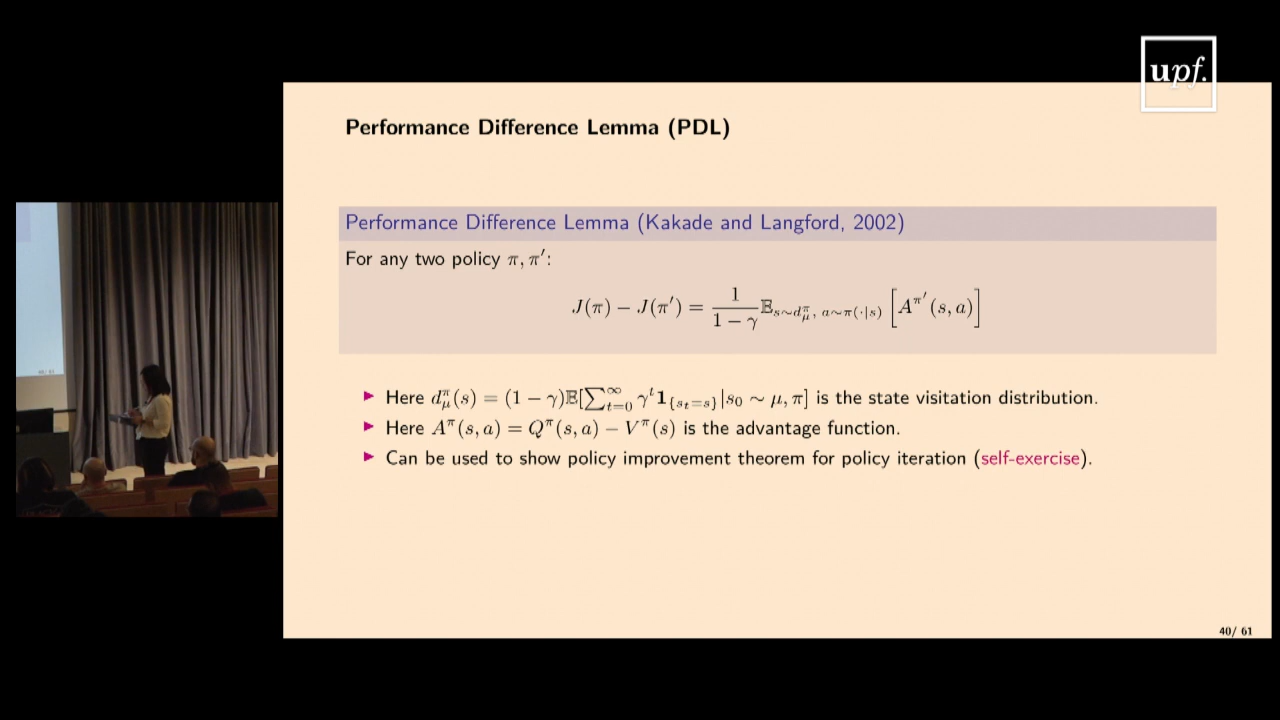 upf.
Performance Difference Lemma (PDL)
Performance Difference Lemma (Kakade and Langford, 2002)
For any two policy π, π′:
J(π) − J(π′) = \frac{1}{1 − γ} 𝔼_{s∼d_μ^π, a∼π(·|s)} [A^{π′}(s, a)]
▶ Here d_μ^π(s) = (1 − γ)𝔼[∑_{t=0}^{∞} γ^t 𝟏_{\{s_t=s\}} |s_0 ∼ μ, π] is the state visitation distribution.
▶ Here A^π(s, a) = Q^π(s, a) − V^π(s) is the advantage function.
▶ Can be used to show policy improvement theorem for policy iteration (self-exercise).
40/ 61